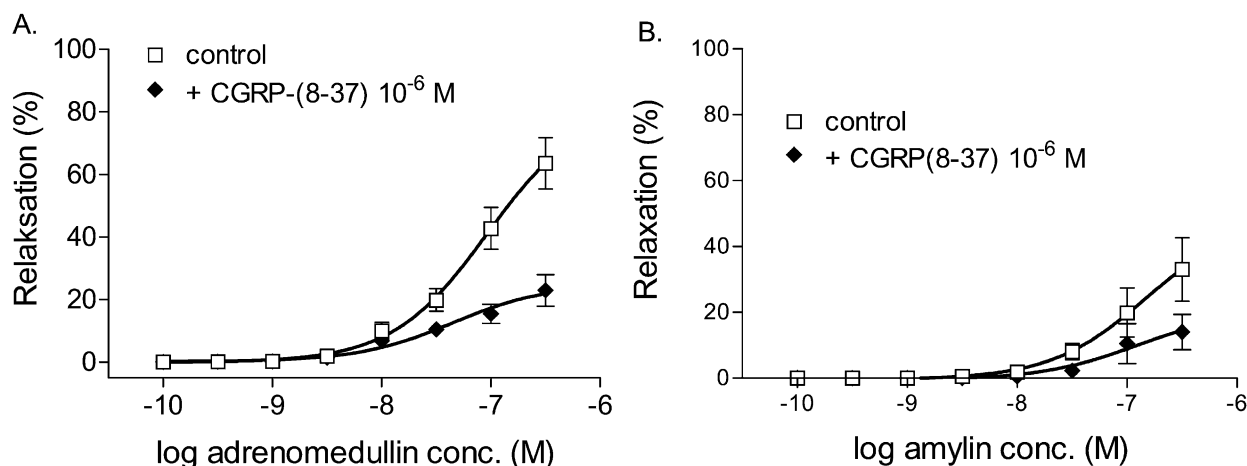 A.
Relaksation (%)
100
80
60
40
20
0
control
+ CGRP-(8-37) 10⁻⁶ M
-10
-9
-8
-7
-6
log adrenomedullin conc. (M)
B.
Relaxation (%)
100
80
60
40
20
0
control
+ CGRP(8-37) 10⁻⁶ M
-10
-9
-8
-7
-6
log amylin conc. (M)